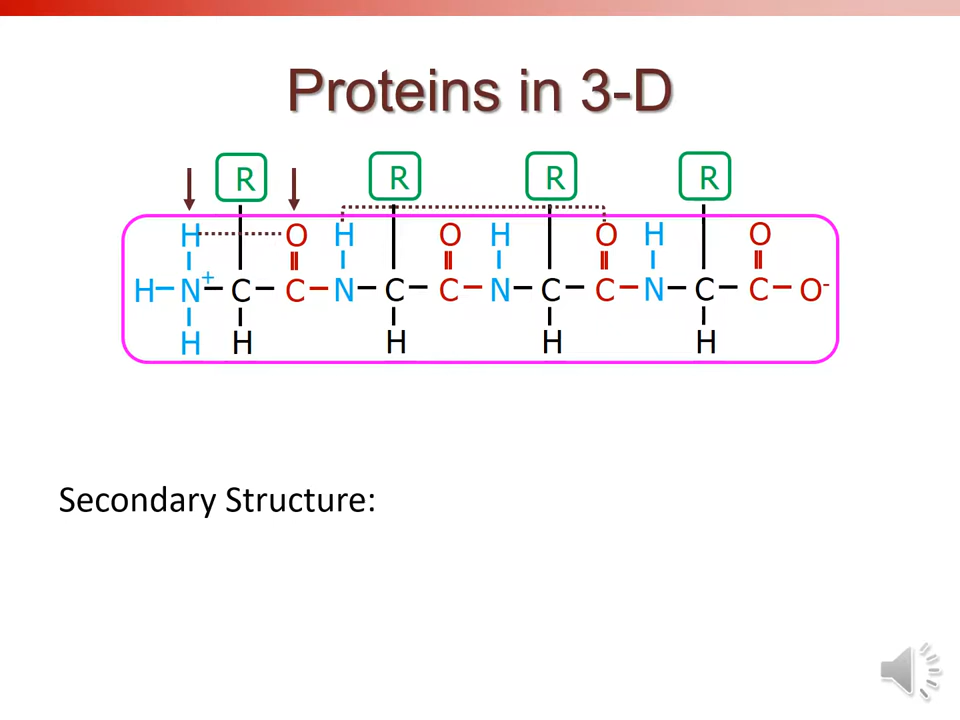 Proteins in 3-D
R R R R
H O H O H O H O
H N+ C C N C C N C C N C C O-
H H H H H
Secondary Structure: